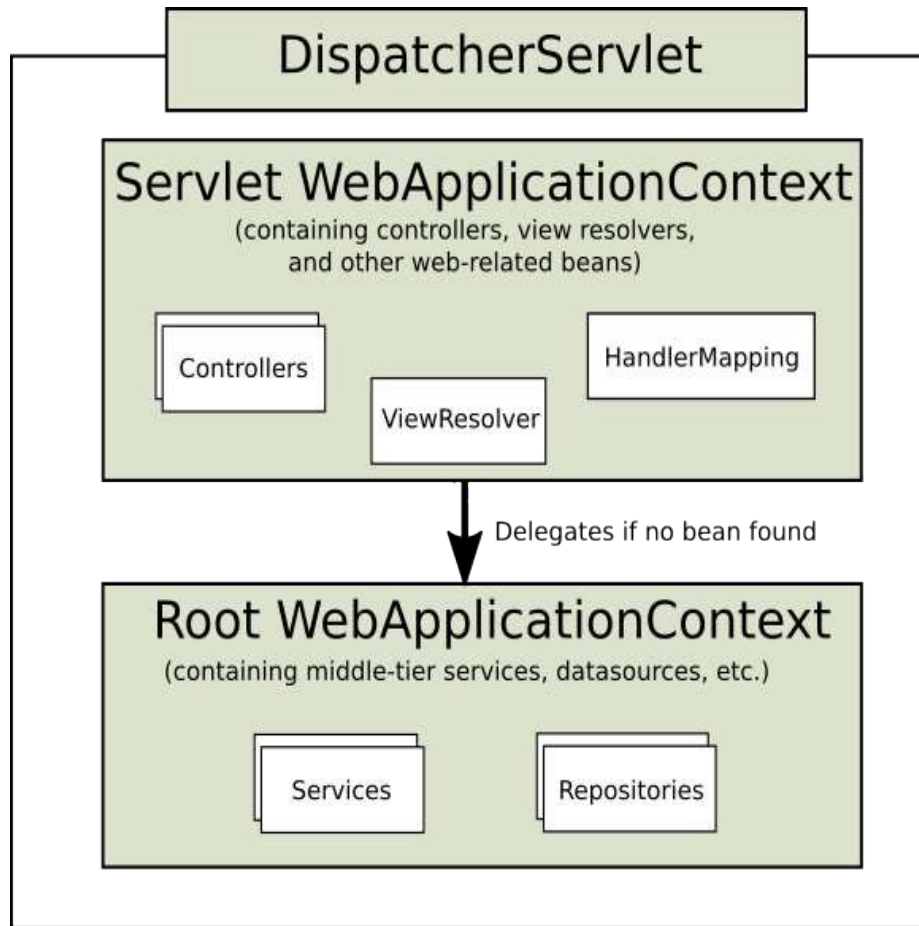 DispatcherServlet
Servlet WebApplicationContext
(containing controllers, view resolvers,
and other web-related beans)
Controllers
HandlerMapping
ViewResolver
Delegates if no bean found
Root WebApplicationContext
(containing middle-tier services, datasources, etc.)
Services
Repositories